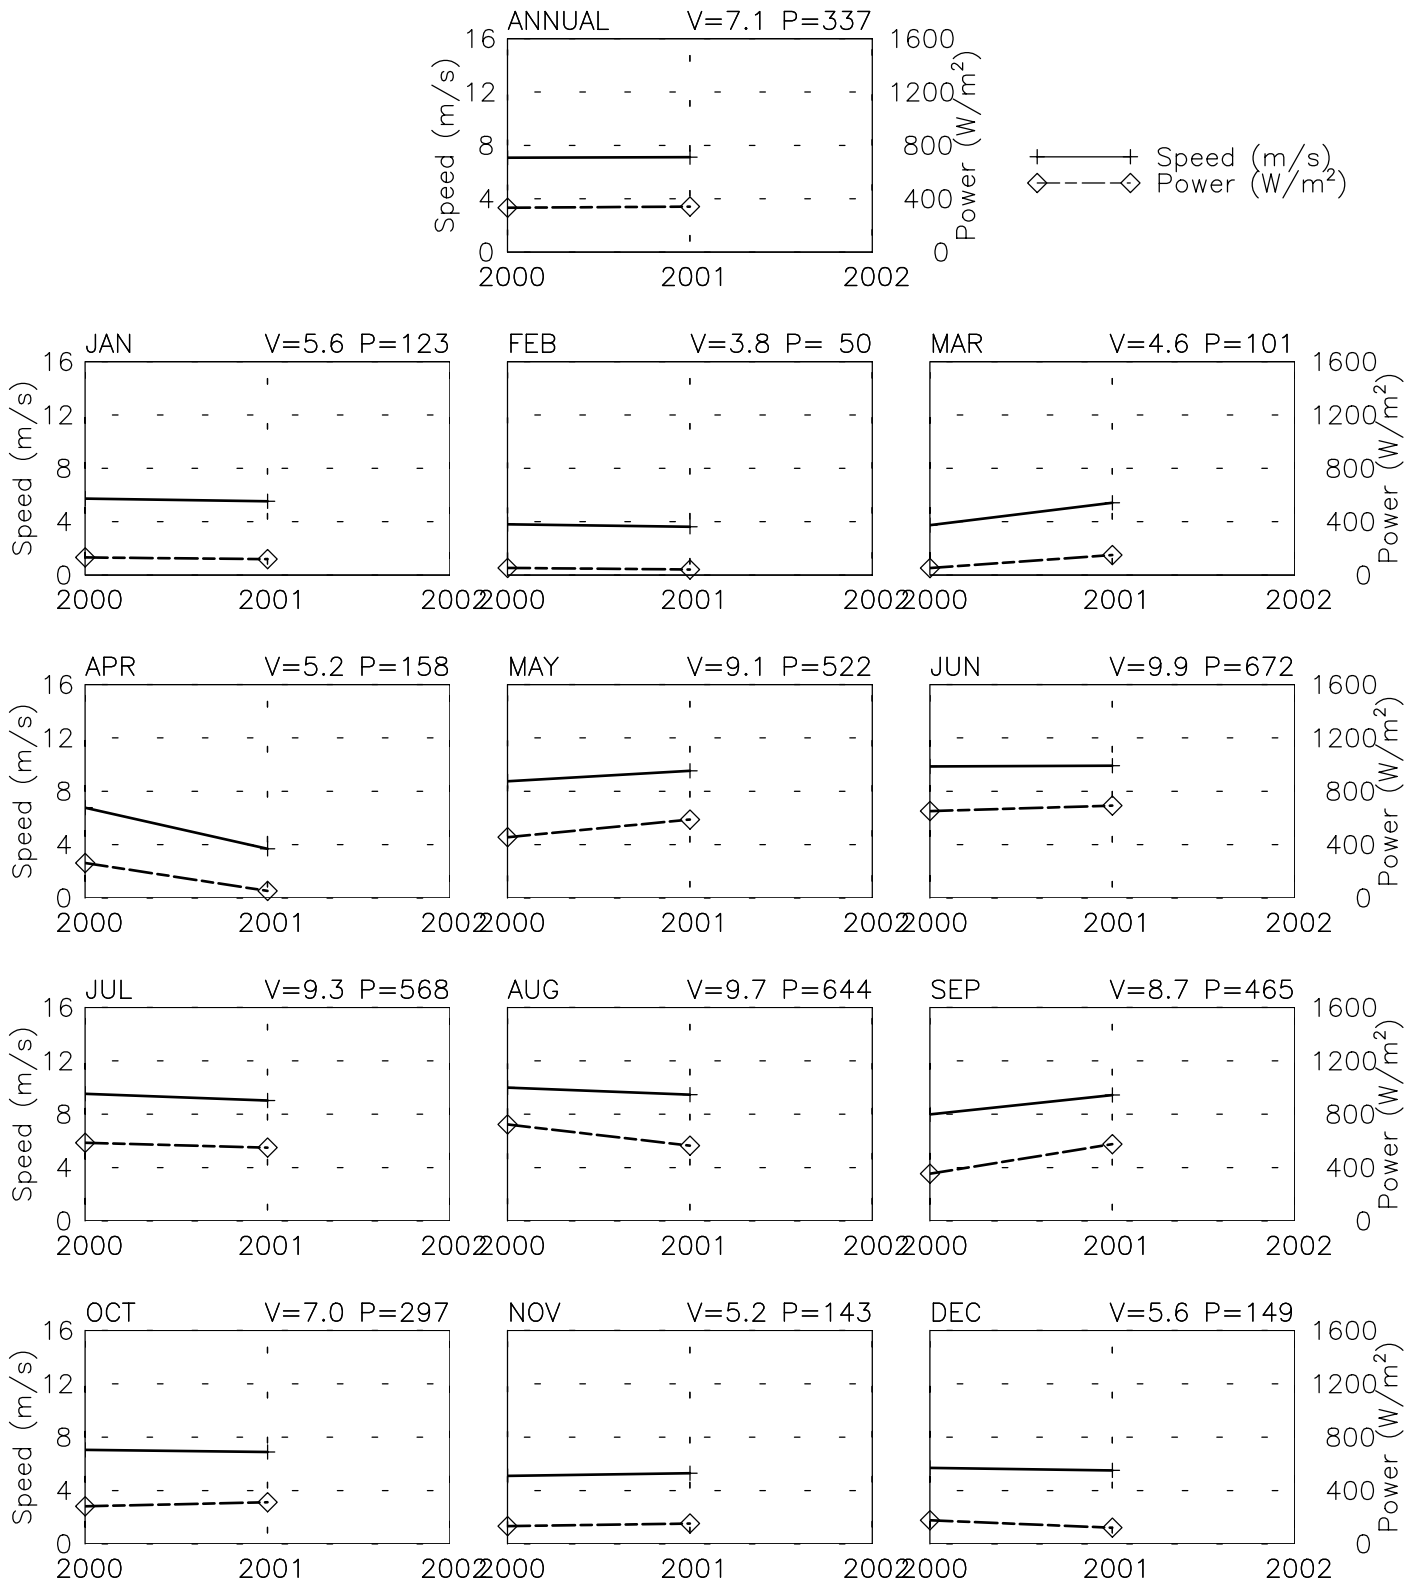 ANNUAL V=7.1 P=337
16 1600
12 1200
8 800
4 400
0 0
Speed (m/s)
Power (W/m²)
2000 2001 2002
Speed (m/s)
Power (W/m²)
JAN V=5.6 P=123 FEB V=3.8 P= 50 MAR V=4.6 P=101
16 1600
12 1200
8 800
4 400
0 0
Speed (m/s)
Power (W/m²)
2000 2001 2002 2000 2001 2002 2000 2001 2002
APR V=5.2 P=158 MAY V=9.1 P=522 JUN V=9.9 P=672
16 1600
12 1200
8 800
4 400
0 0
Speed (m/s)
Power (W/m²)
2000 2001 2002 2000 2001 2002 2000 2001 2002
JUL V=9.3 P=568 AUG V=9.7 P=644 SEP V=8.7 P=465
16 1600
12 1200
8 800
4 400
0 0
Speed (m/s)
Power (W/m²)
2000 2001 2002 2000 2001 2002 2000 2001 2002
OCT V=7.0 P=297 NOV V=5.2 P=143 DEC V=5.6 P=149
16 1600
12 1200
8 800
4 400
0 0
Speed (m/s)
Power (W/m²)
2000 2001 2002 2000 2001 2002 2000 2001 2002